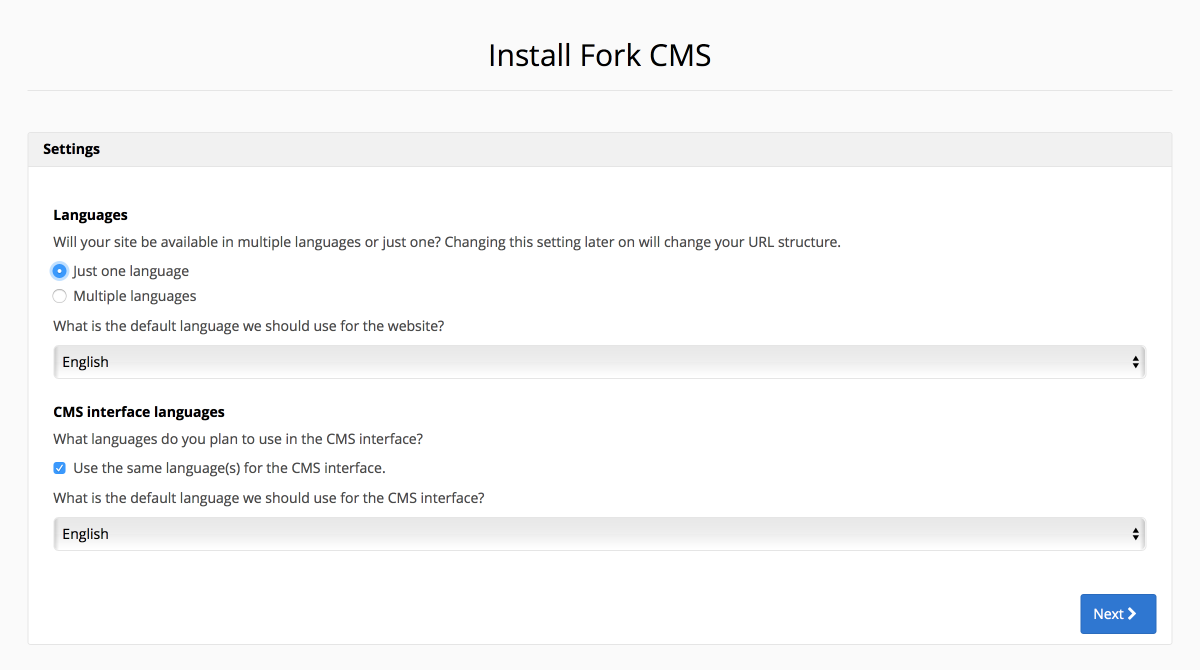 Install Fork CMS
Settings
Languages
Will your site be available in multiple languages or just one? Changing this setting later on will change your URL structure.
Just one language
Multiple languages
What is the default language we should use for the website?
English
CMS interface languages
What languages do you plan to use in the CMS interface?
Use the same language(s) for the CMS interface.
What is the default language we should use for the CMS interface?
English
Next